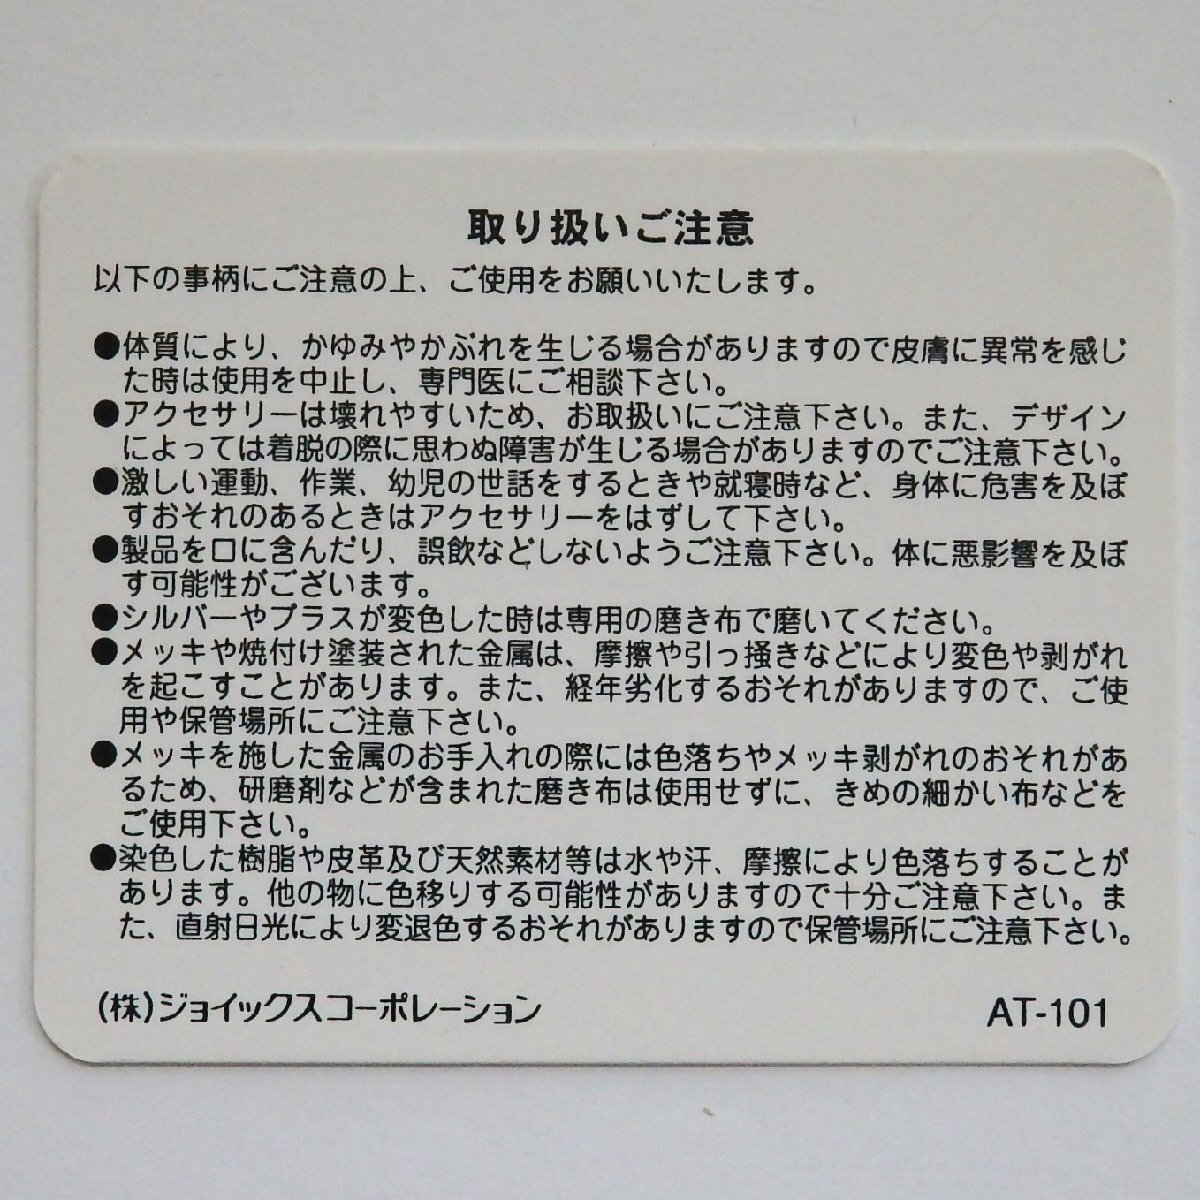 取り扱いご注意
以下の事柄にご注意の上、ご使用をお願いいたします。
●体質により、かゆみやかぶれを生じる場合がありますので皮膚に異常を感じ
た時は使用を中止し、専門医にご相談下さい。
●アクセサリーは壊れやすいため、お取扱いにご注意下さい。また、デザイン
によっては着脱の際に思わぬ障害が生じる場合がありますのでご注意下さい。
●激しい運動、作業、幼児の世話をするときや就寝時など、身体に危害を及ぼ
すおそれのあるときはアクセサリーをはずして下さい。
●製品を口に含んだり、誤飲などしないようご注意下さい。体に悪影響を及ぼ
す可能性がございます。
●シルバーやブラスが変色した時は専用の磨き布で磨いてください。
●メッキや焼付け塗装された金属は、摩擦や引っ掻きなどにより変色や剥がれ
を起こすことがあります。また、経年劣化するおそれがありますので、ご使
用や保管場所にご注意下さい。
●メッキを施した金属のお手入れの際には色落ちやメッキ剥がれのおそれがあ
るため、研磨剤などが含まれた磨き布は使用せずに、きめの細かい布などを
ご使用下さい。
●染色した樹脂や皮革及び天然素材等は水や汗、摩擦により色落ちすることが
あります。他の物に色移りする可能性がありますので十分ご注意下さい。ま
た、直射日光により変退色するおそれがありますので保管場所にご注意下さい。
(株)ジョイックスコーポレーション
AT-101